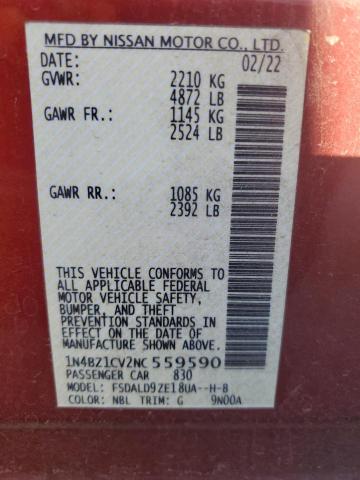 MFD BY NISSAN MOTOR CO., LTD.
DATE: 02/22
GVWR: 2210 KG
4872 LB
GAWR FR.: 1145 KG
2524 LB
GAWR RR.: 1085 KG
2392 LB
THIS VEHICLE CONFORMS TO
ALL APPLICABLE FEDERAL
MOTOR VEHICLE SAFETY,
BUMPER, AND THEFT
PREVENTION STANDARDS IN
EFFECT ON THE DATE OF
MANUFACTURE SHOWN ABOVE.
1N4BZ1CV2NC559590
PASSENGER CAR 830
MODEL: FSDALD9ZE18UA--H-B
COLOR: NBL TRIM: G 9N00A